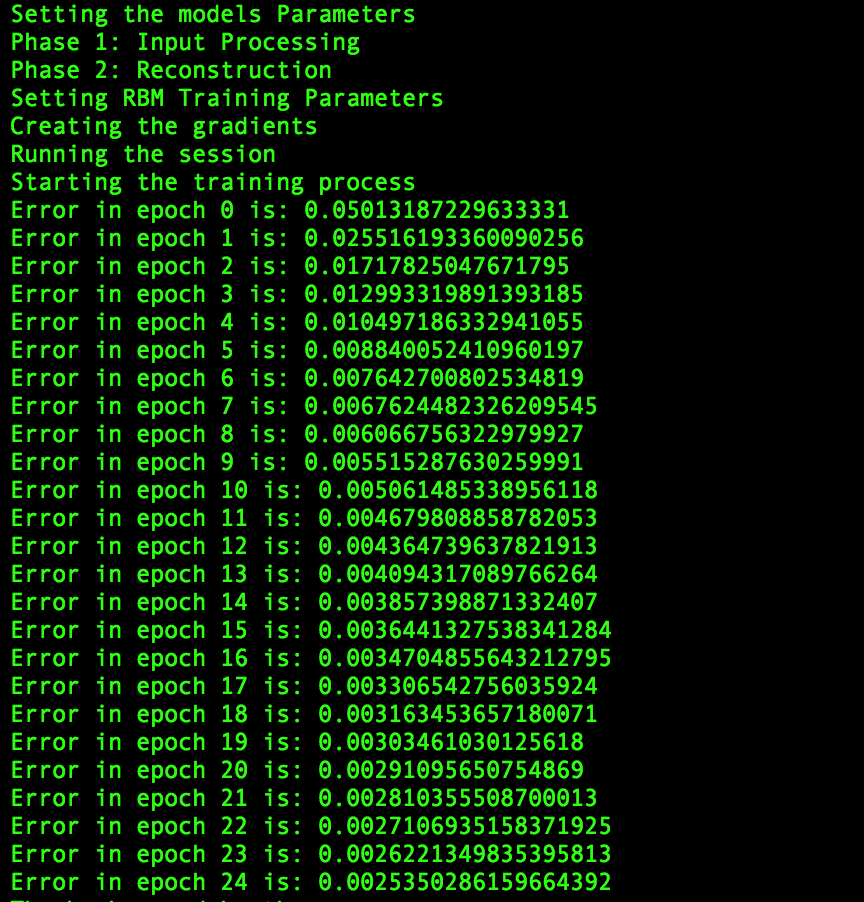 Setting the models Parameters
Phase 1: Input Processing
Phase 2: Reconstruction
Setting RBM Training Parameters
Creating the gradients
Running the session
Starting the training process
Error in epoch 0 is: 0.05013187229633331
Error in epoch 1 is: 0.025516193360090256
Error in epoch 2 is: 0.01717825047671795
Error in epoch 3 is: 0.012993319891393185
Error in epoch 4 is: 0.010497186332941055
Error in epoch 5 is: 0.008840052410960197
Error in epoch 6 is: 0.007642700802534819
Error in epoch 7 is: 0.0067624482326209545
Error in epoch 8 is: 0.006066756322979927
Error in epoch 9 is: 0.005515287630259991
Error in epoch 10 is: 0.005061485338956118
Error in epoch 11 is: 0.004679808858782053
Error in epoch 12 is: 0.004364739637821913
Error in epoch 13 is: 0.004094317089766264
Error in epoch 14 is: 0.003857398871332407
Error in epoch 15 is: 0.0036441327538341284
Error in epoch 16 is: 0.0034704855643212795
Error in epoch 17 is: 0.003306542756035924
Error in epoch 18 is: 0.003163453657180071
Error in epoch 19 is: 0.00303461030125618
Error in epoch 20 is: 0.00291095650754869
Error in epoch 21 is: 0.002810355508700013
Error in epoch 22 is: 0.0027106935158371925
Error in epoch 23 is: 0.0026221349835395813
Error in epoch 24 is: 0.0025350286159664392